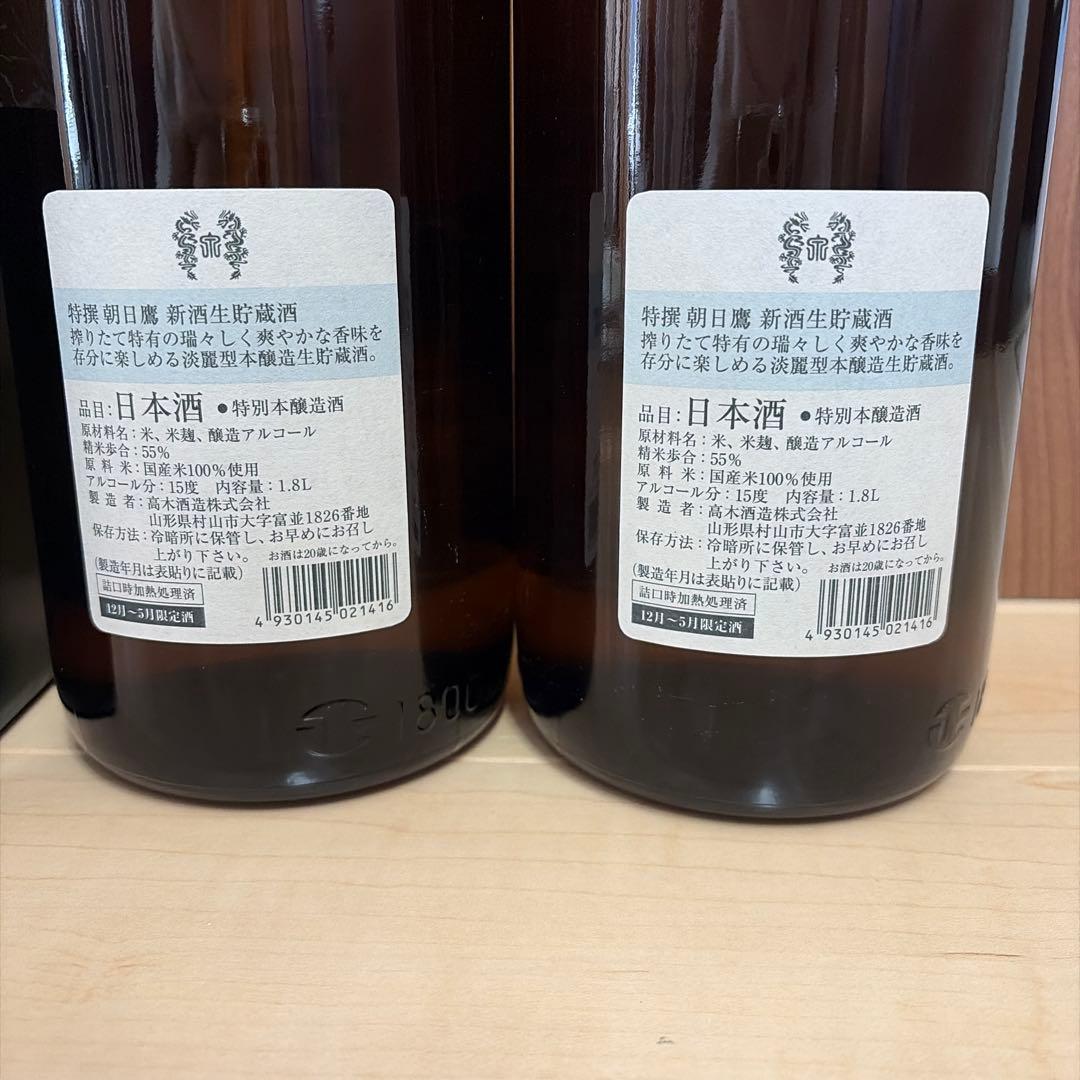 特撰 朝日鷹 新酒生貯蔵酒
搾りたて特有の瑞々しく爽やかな香味を
存分に楽しめる淡麗型本醸造生貯蔵酒。
品目：日本酒 ●特別本醸造酒
原材料名：米、米麹、醸造アルコール
精米歩合：55%
原料米：国産米100%使用
アルコール分：15度 内容量：1.8L
製造者：高木酒造株式会社
山形県村山市大字富並1826番地
保存方法：冷暗所に保管し、お早めにお召し
上がり下さい。 お酒は20歳になってから。
(製造年月は表貼りに記載)
詰口時加熱処理済
12月〜5月限定酒
4 930145 021416
1800
特撰 朝日鷹 新酒生貯蔵酒
搾りたて特有の瑞々しく爽やかな香味を
存分に楽しめる淡麗型本醸造生貯蔵酒。
品目：日本酒 ●特別本醸造酒
原材料名：米、米麹、醸造アルコール
精米歩合：55%
原料米：国産米100%使用
アルコール分：15度 内容量：1.8L
製造者：高木酒造株式会社
山形県村山市大字富並1826番地
保存方法：冷暗所に保管し、お早めにお召し
上がり下さい。 お酒は20歳になってから。
(製造年月は表貼りに記載)
詰口時加熱処理済
12月〜5月限定酒
4 930145 021416